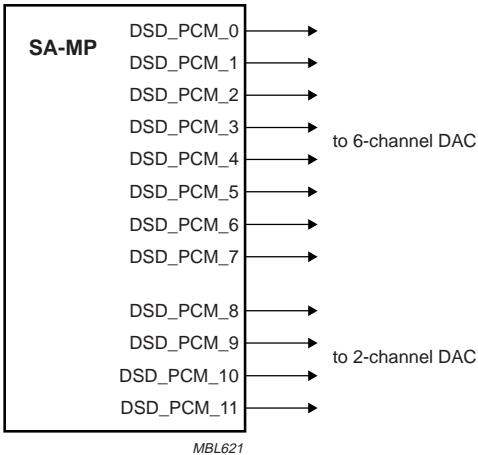 SA-MP
DSD_PCM_0
DSD_PCM_1
DSD_PCM_2
DSD_PCM_3
to 6-channel DAC
DSD_PCM_4
DSD_PCM_5
DSD_PCM_6
DSD_PCM_7
DSD_PCM_8
DSD_PCM_9
to 2-channel DAC
DSD_PCM_10
DSD_PCM_11
MBL621